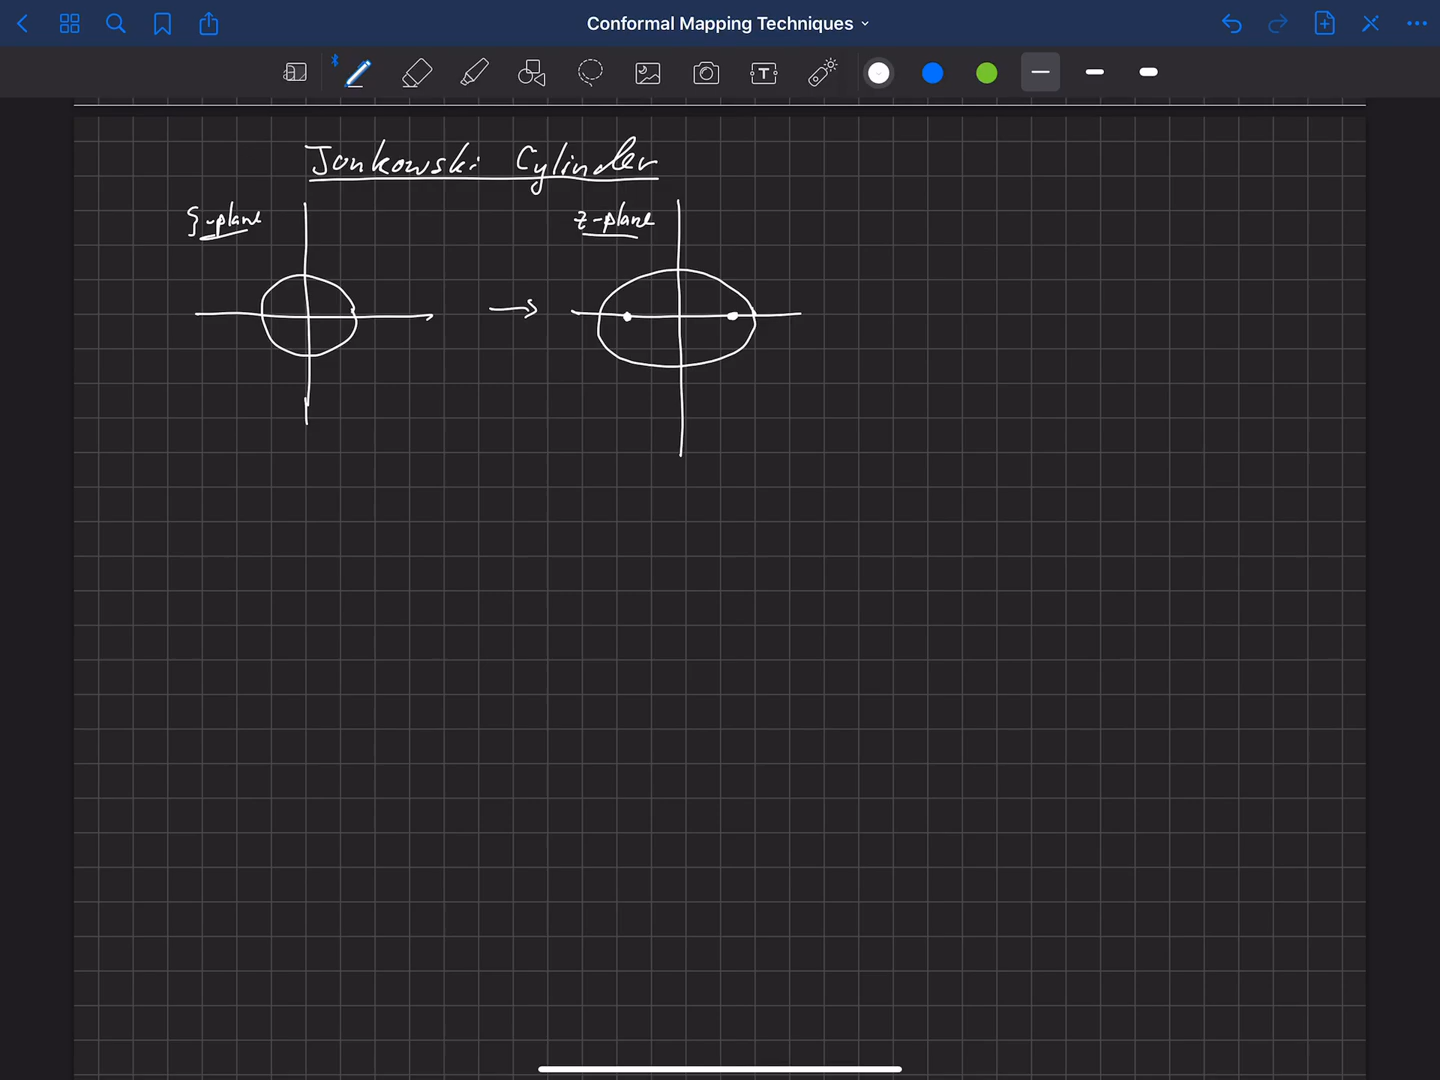 Conformal Mapping Techniques
Joukowski Cylinder
ζ-plane
z-plane